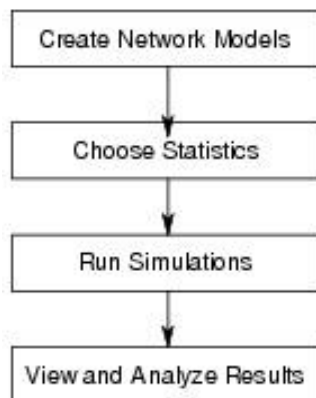 Create Network Models
Choose Statistics
Run Simulations
View and Analyze Results